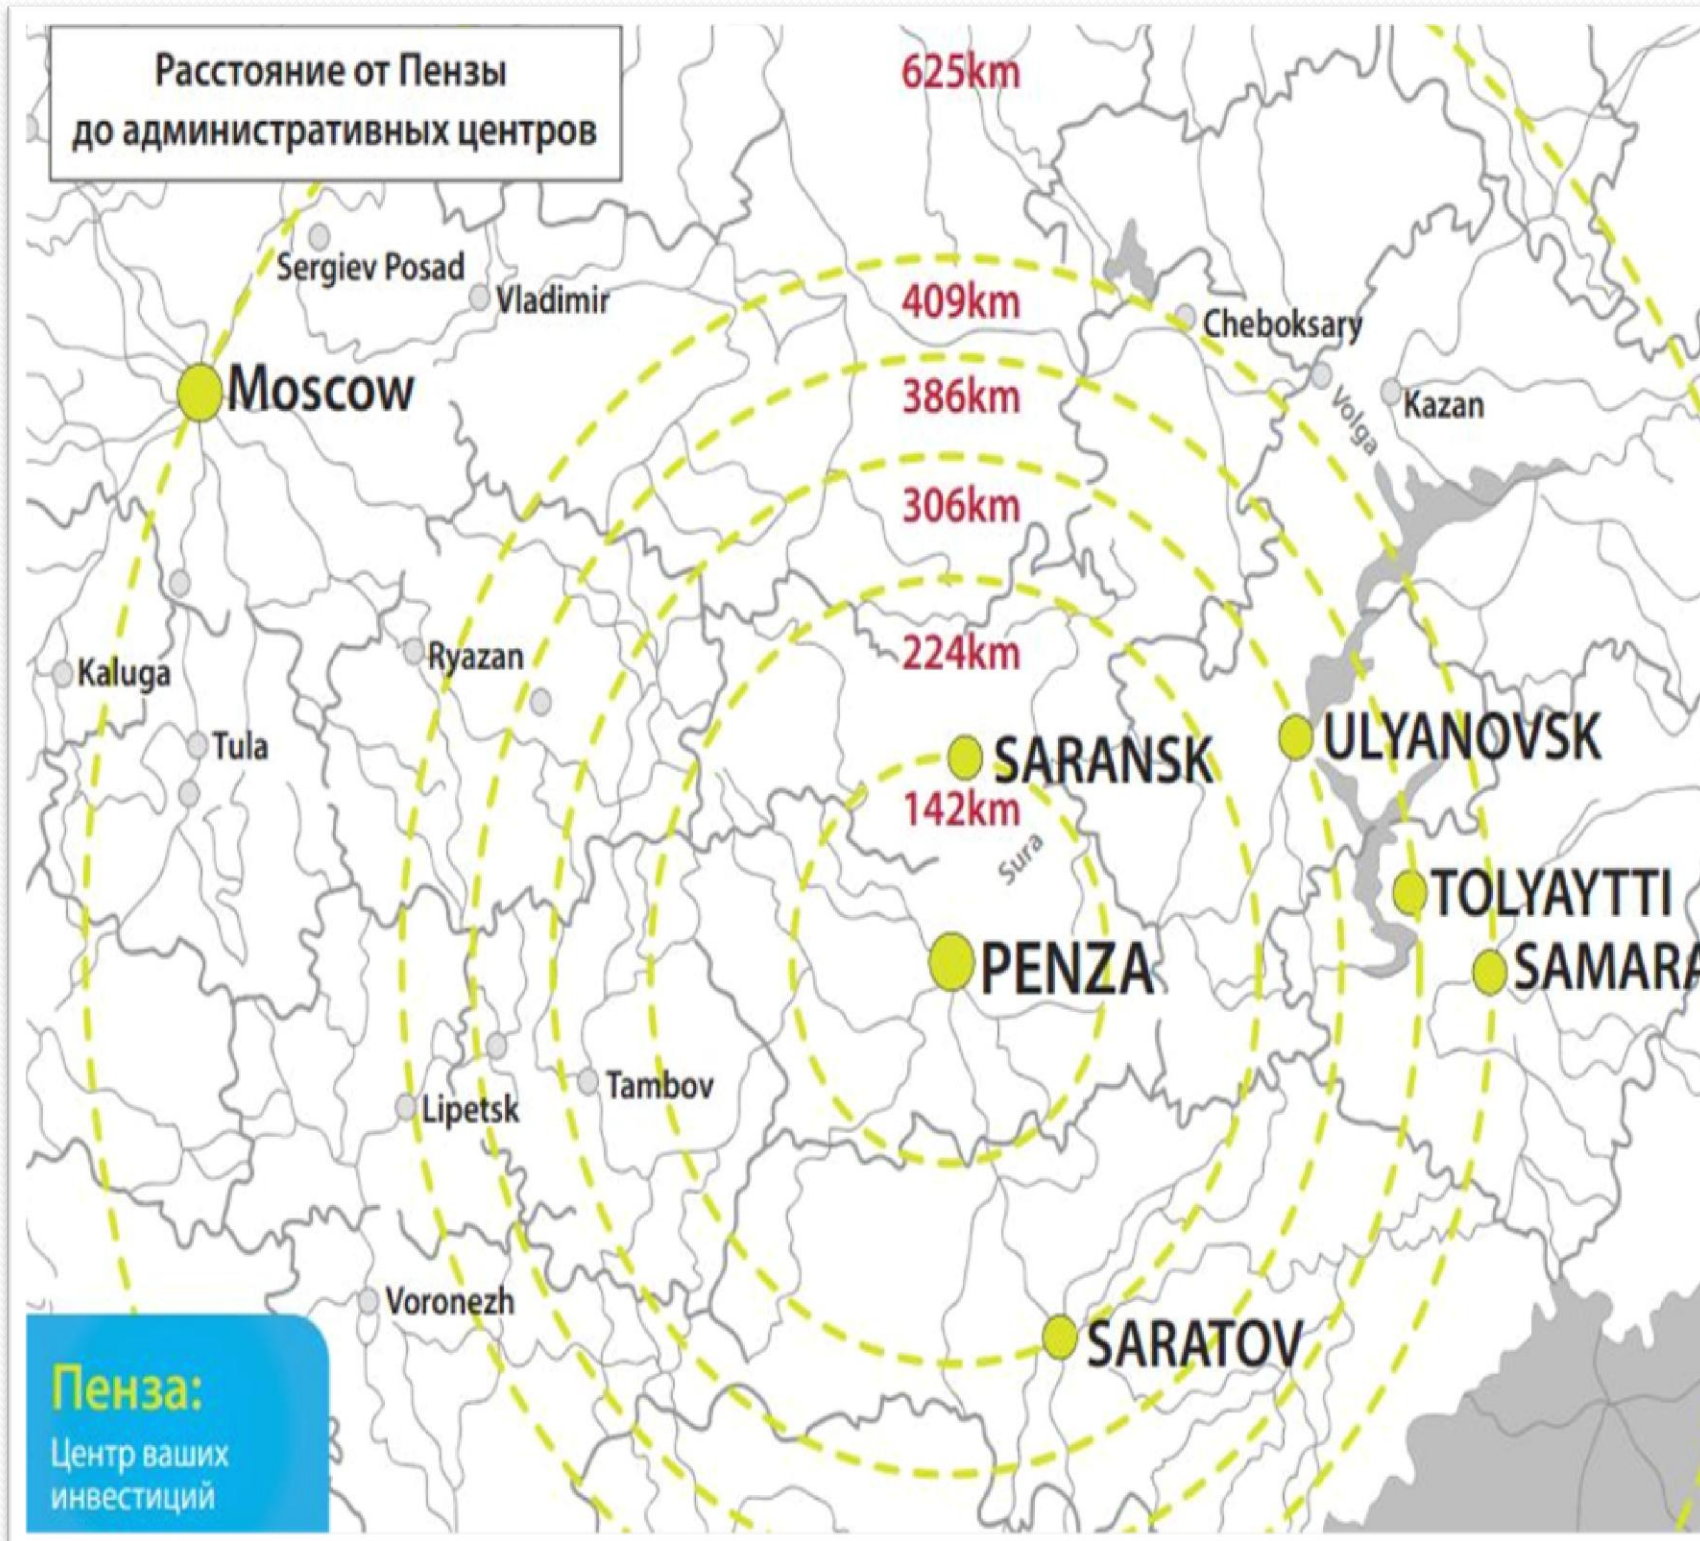 Расстояние от Пензы
до административных центров
625km
Sergiev Posad
Vladimir
409km
Cheboksary
Moscow
386km
Kazan
Volga
306km
Ryazan
224km
Kaluga
Tula
SARANSK
ULYANOVSK
142km
Sura
TOLYAYTTI
PENZA
SAMARA
Tambov
Lipetsk
Voronezh
SARATOV
Пенза:
Центр ваших
инвестиций